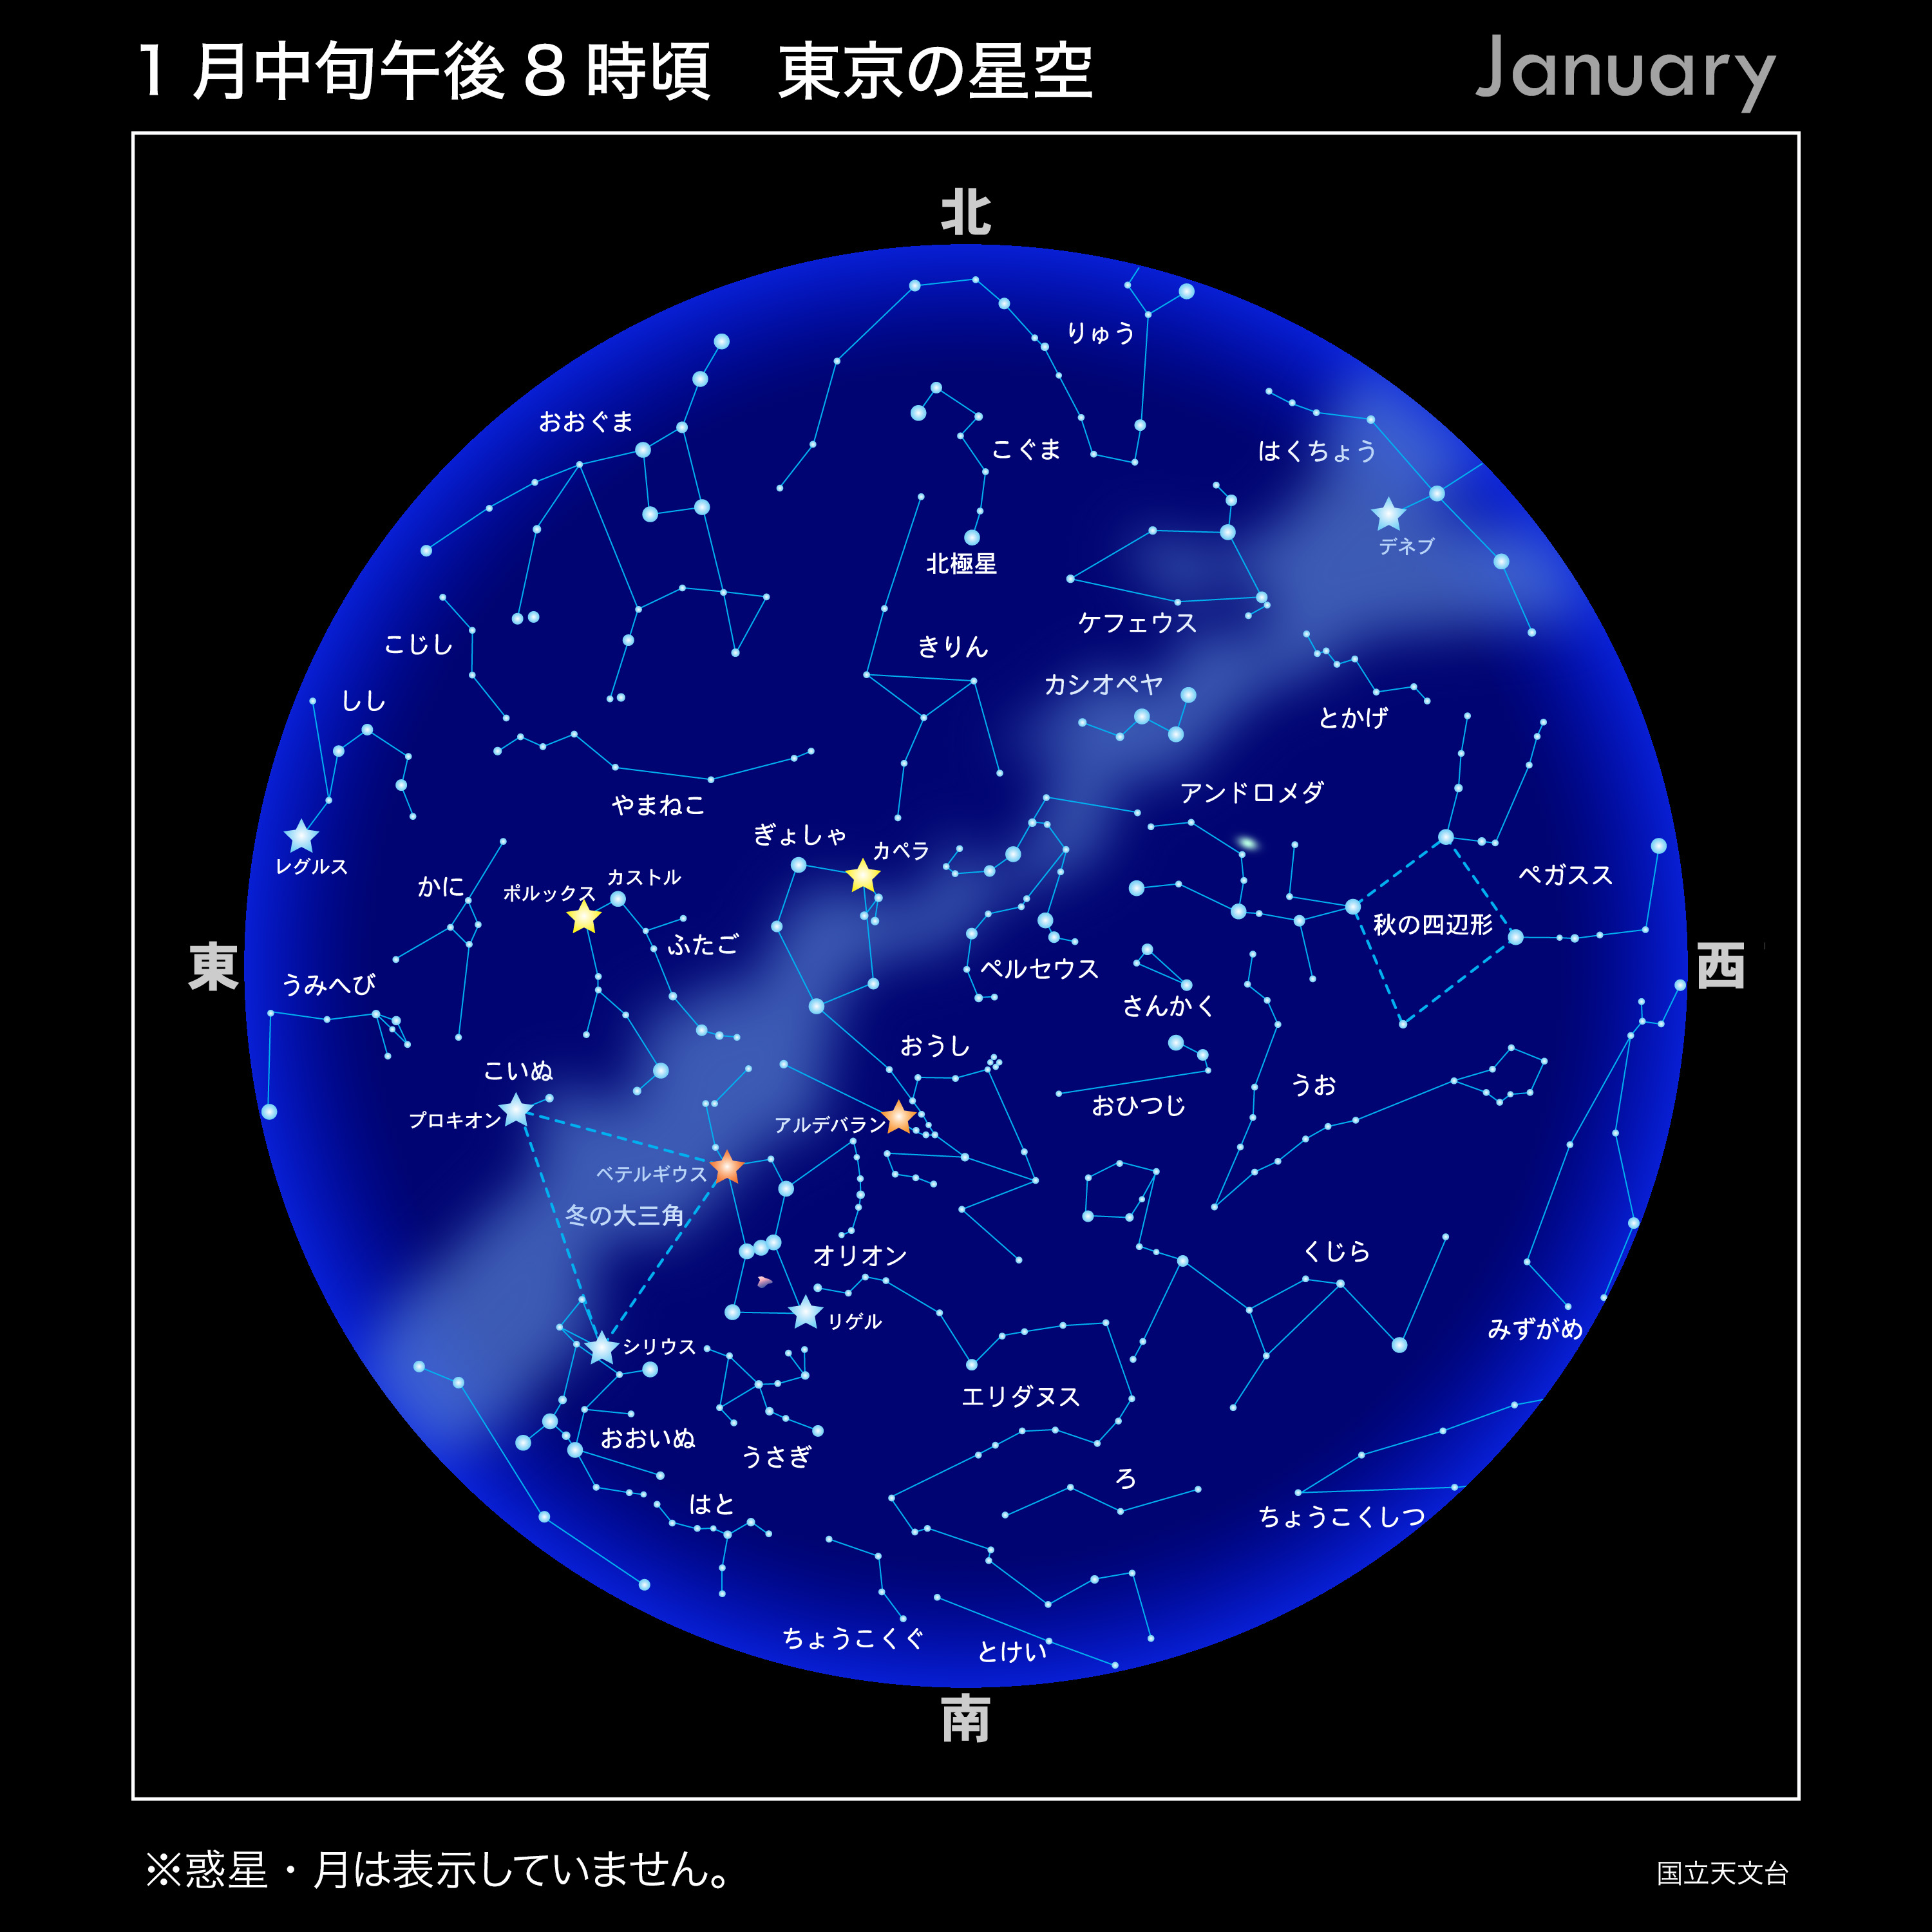 1月中旬午後8時頃　東京の星空
January
北
りゅう
おおぐま
こぐま
はくちょう
デネブ
北極星
ケフェウス
こじし
きりん
カシオペヤ
しし
とかげ
やまねこ
アンドロメダ
ぎょしゃ
カペラ
レグルス
かに
ポルックス
カストル
ペガスス
秋の四辺形
ふたご
東
西
うみへび
ペルセウス
さんかく
おうし
こいぬ
うお
プロキオン
アルデバラン
おひつじ
ベテルギウス
冬の大三角
オリオン
くじら
リゲル
みずがめ
シリウス
エリダヌス
おおいぬ
うさぎ
ろ
はと
ちょうこくしつ
ちょうこくぐ
とけい
南
※惑星・月は表示していません。
国立天文台